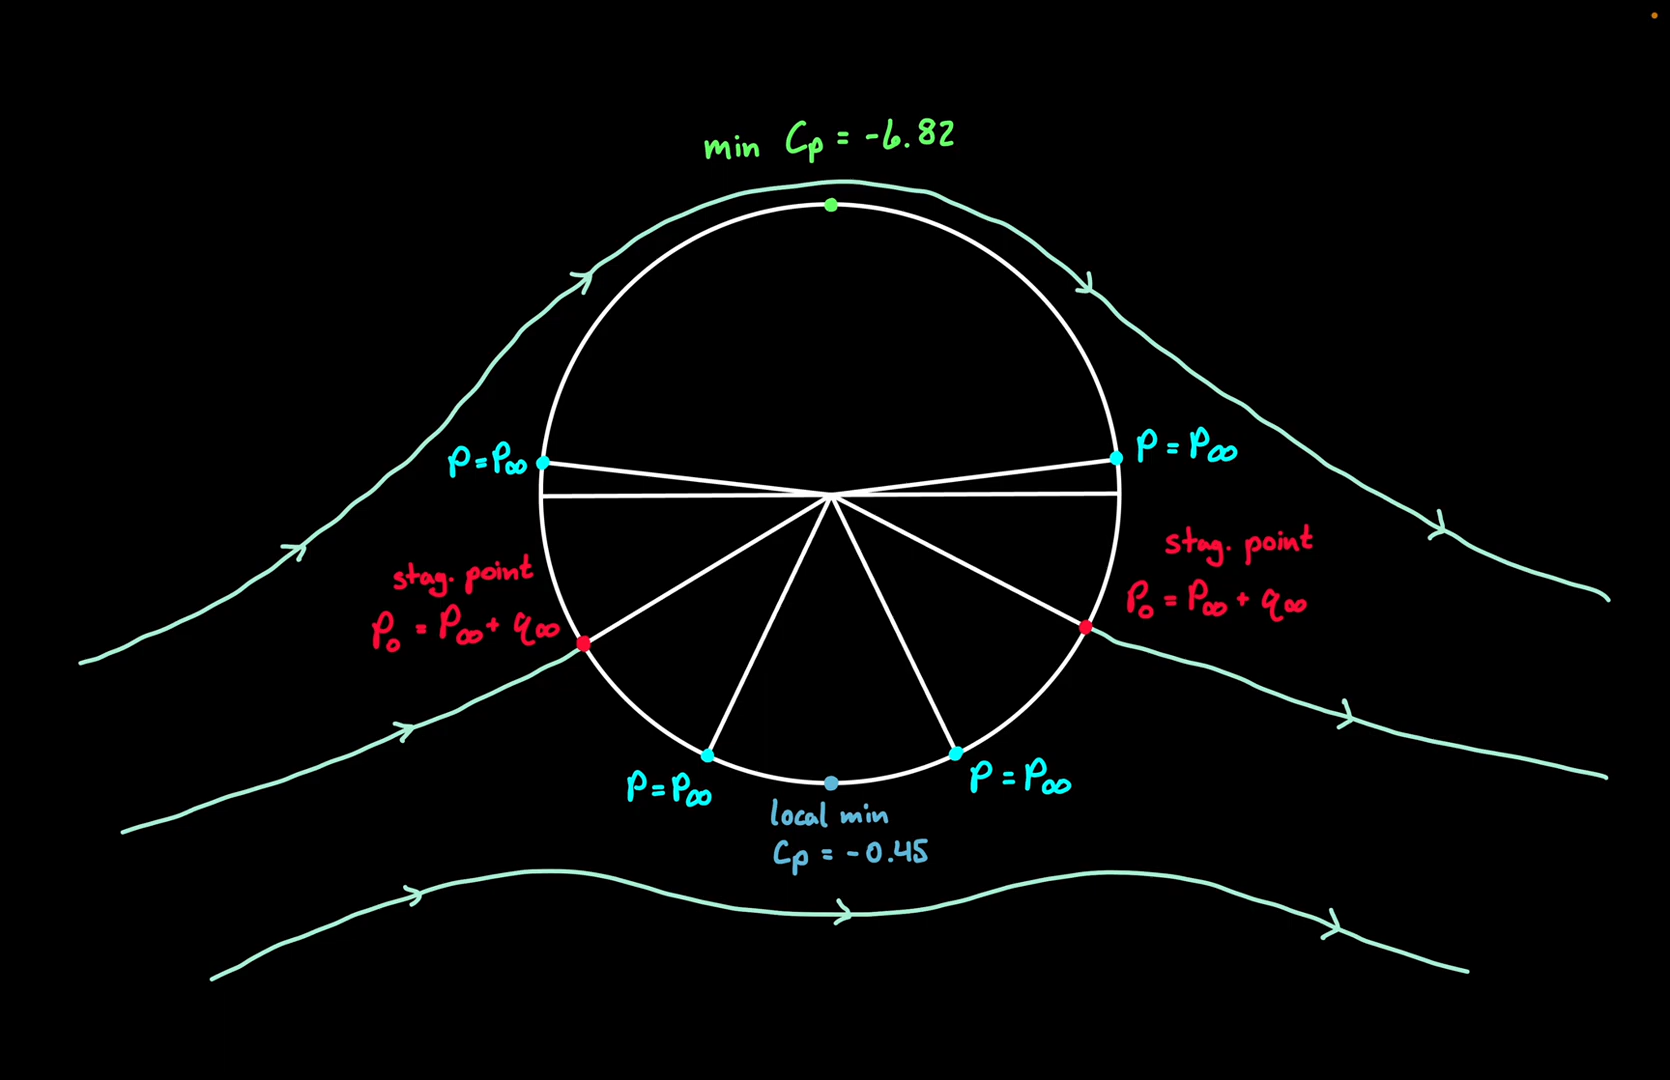 min Cp = -6.82
P = P∞
P = P∞
stag. point
P₀ = P∞ + q∞
stag. point
P₀ = P∞ + q∞
P = P∞
P = P∞
local min
Cp = -0.45